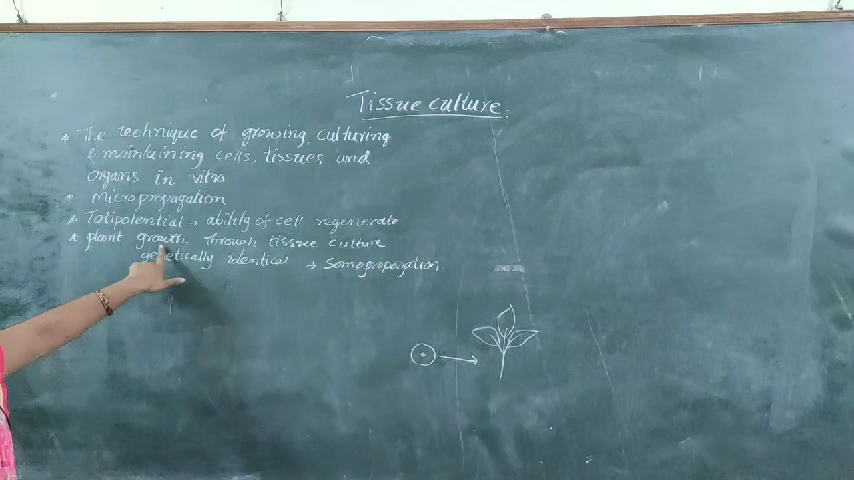 Tissue culture.
* The technique of growing, culturing
& maintaining cells, tissues and
organs in vitro
* Micropropagation
* Totipotential → ability of cell regenerate
* plant growth through tissue culture
genetically identical → Somopropagation.